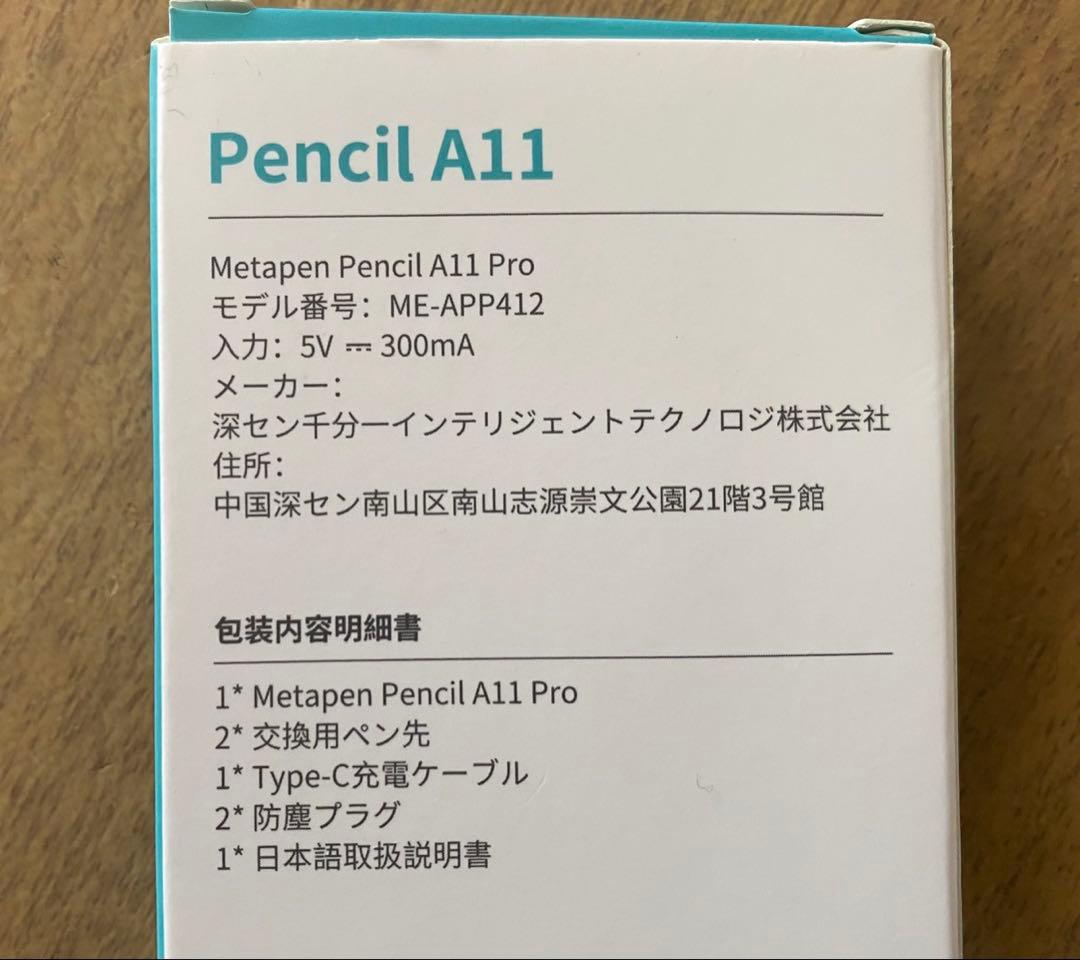 Pencil A11
Metapen Pencil A11 Pro
モデル番号：ME-APP412
入力：5V ⎓ 300mA
メーカー：
深セン千分一インテリジェントテクノロジ株式会社
住所：
中国深セン南山区南山志源崇文公園21階3号館
包装内容明細書
1* Metapen Pencil A11 Pro
2* 交換用ペン先
1* Type-C充電ケーブル
2* 防塵プラグ
1* 日本語取扱説明書